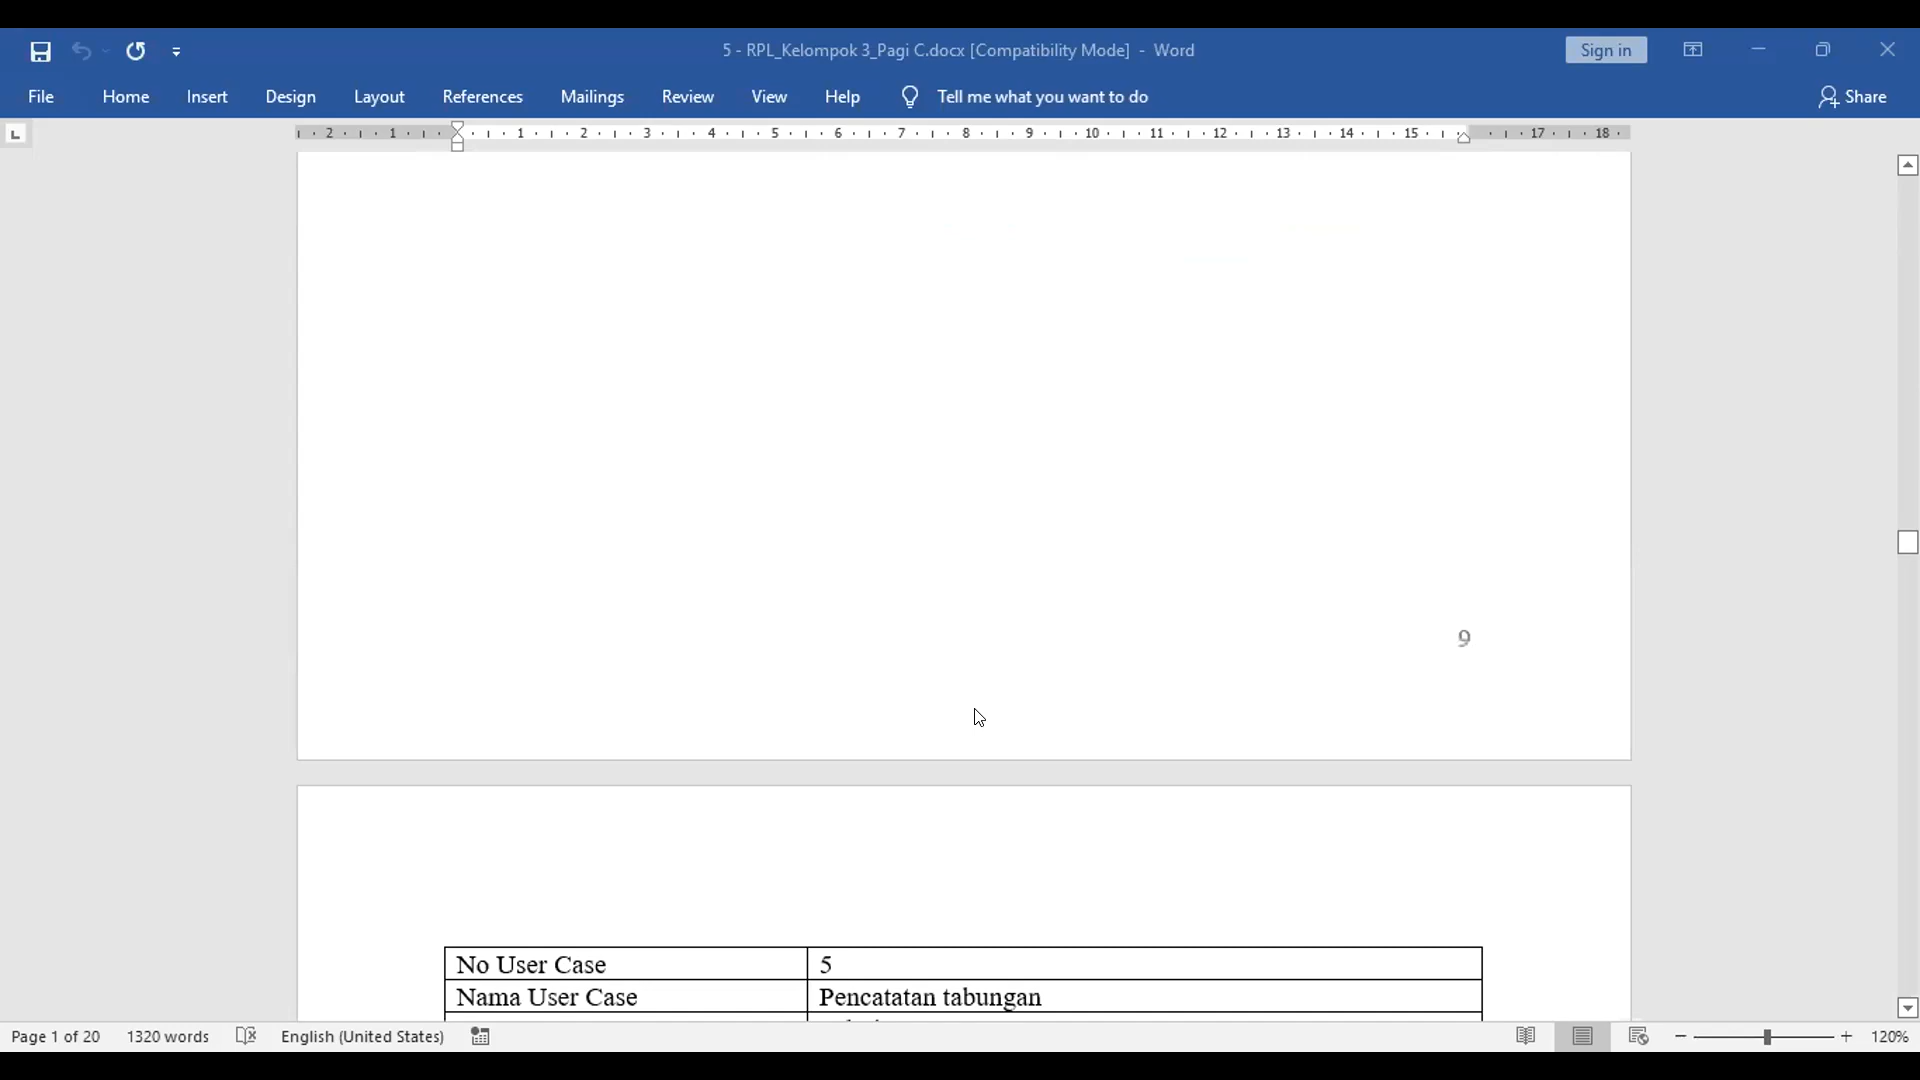 5 - RPL_Kelompok 3_Pagi C.docx [Compatibility Mode] - Word
Sign in
File Home Insert Design Layout References Mailings Review View Help Tell me what you want to do Share
2 1 1 2 3 4 5 6 7 8 9 10 11 12 13 14 15 17 18
9
No User Case 5
Nama User Case Pencatatan tabungan
Page 1 of 20 1320 words English (United States) 120%